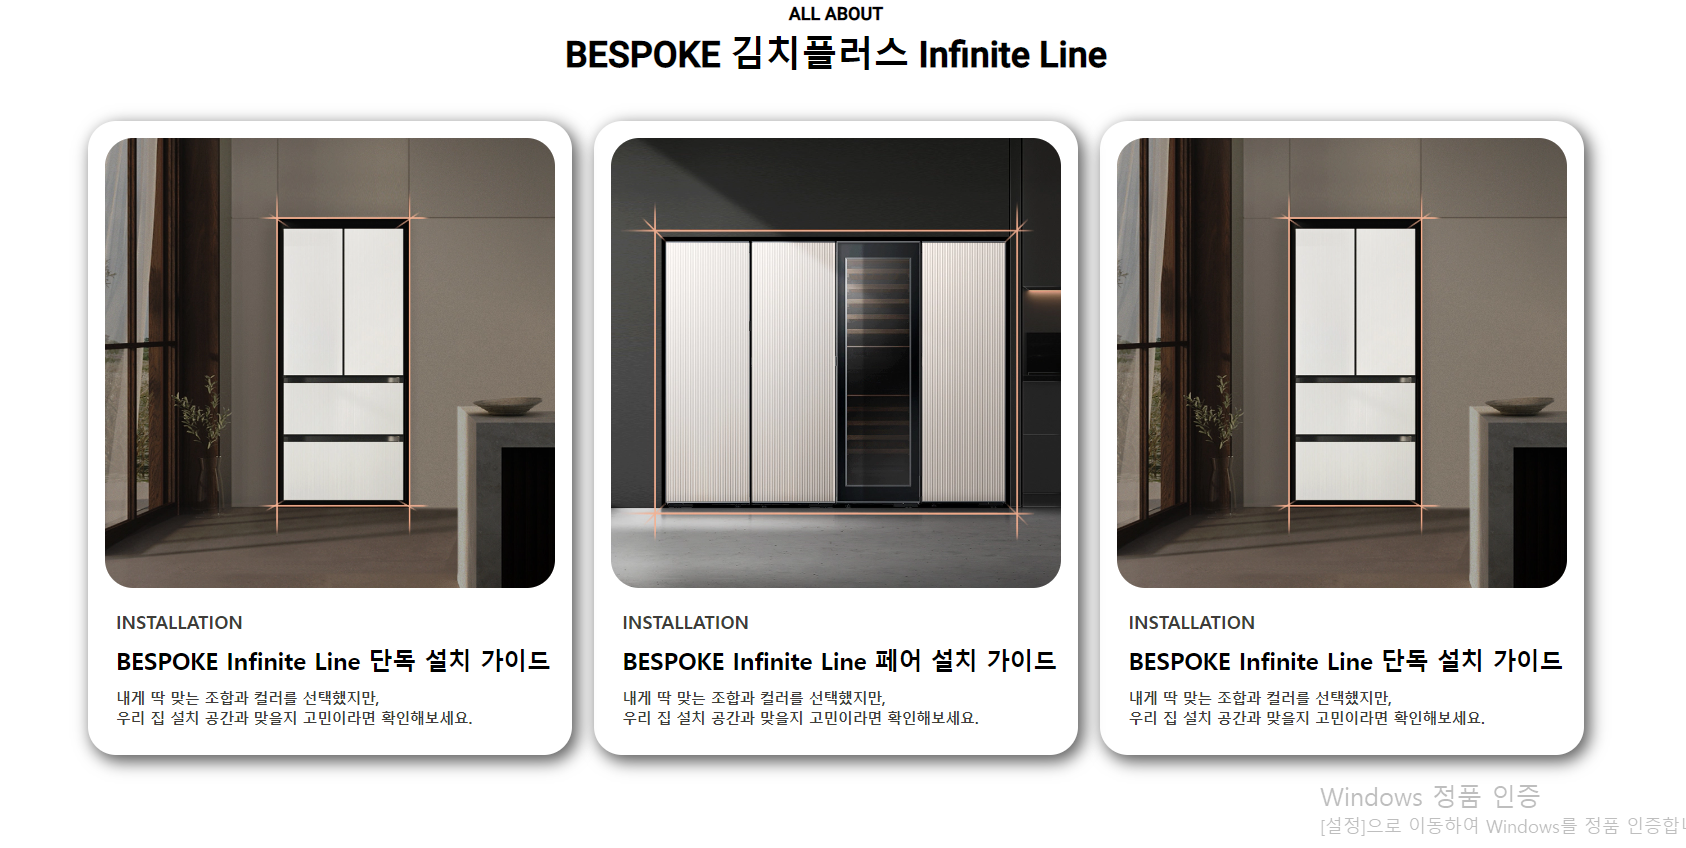 ALL ABOUT
BESPOKE 김치플러스 Infinite Line
INSTALLATION
BESPOKE Infinite Line 단독 설치 가이드
내게 딱 맞는 조합과 컬러를 선택했지만,
우리 집 설치 공간과 맞을지 고민이라면 확인해보세요.
INSTALLATION
BESPOKE Infinite Line 페어 설치 가이드
내게 딱 맞는 조합과 컬러를 선택했지만,
우리 집 설치 공간과 맞을지 고민이라면 확인해보세요.
INSTALLATION
BESPOKE Infinite Line 단독 설치 가이드
내게 딱 맞는 조합과 컬러를 선택했지만,
우리 집 설치 공간과 맞을지 고민이라면 확인해보세요.
Windows 정품 인증
[설정]으로 이동하여 Windows를 정품 인증합